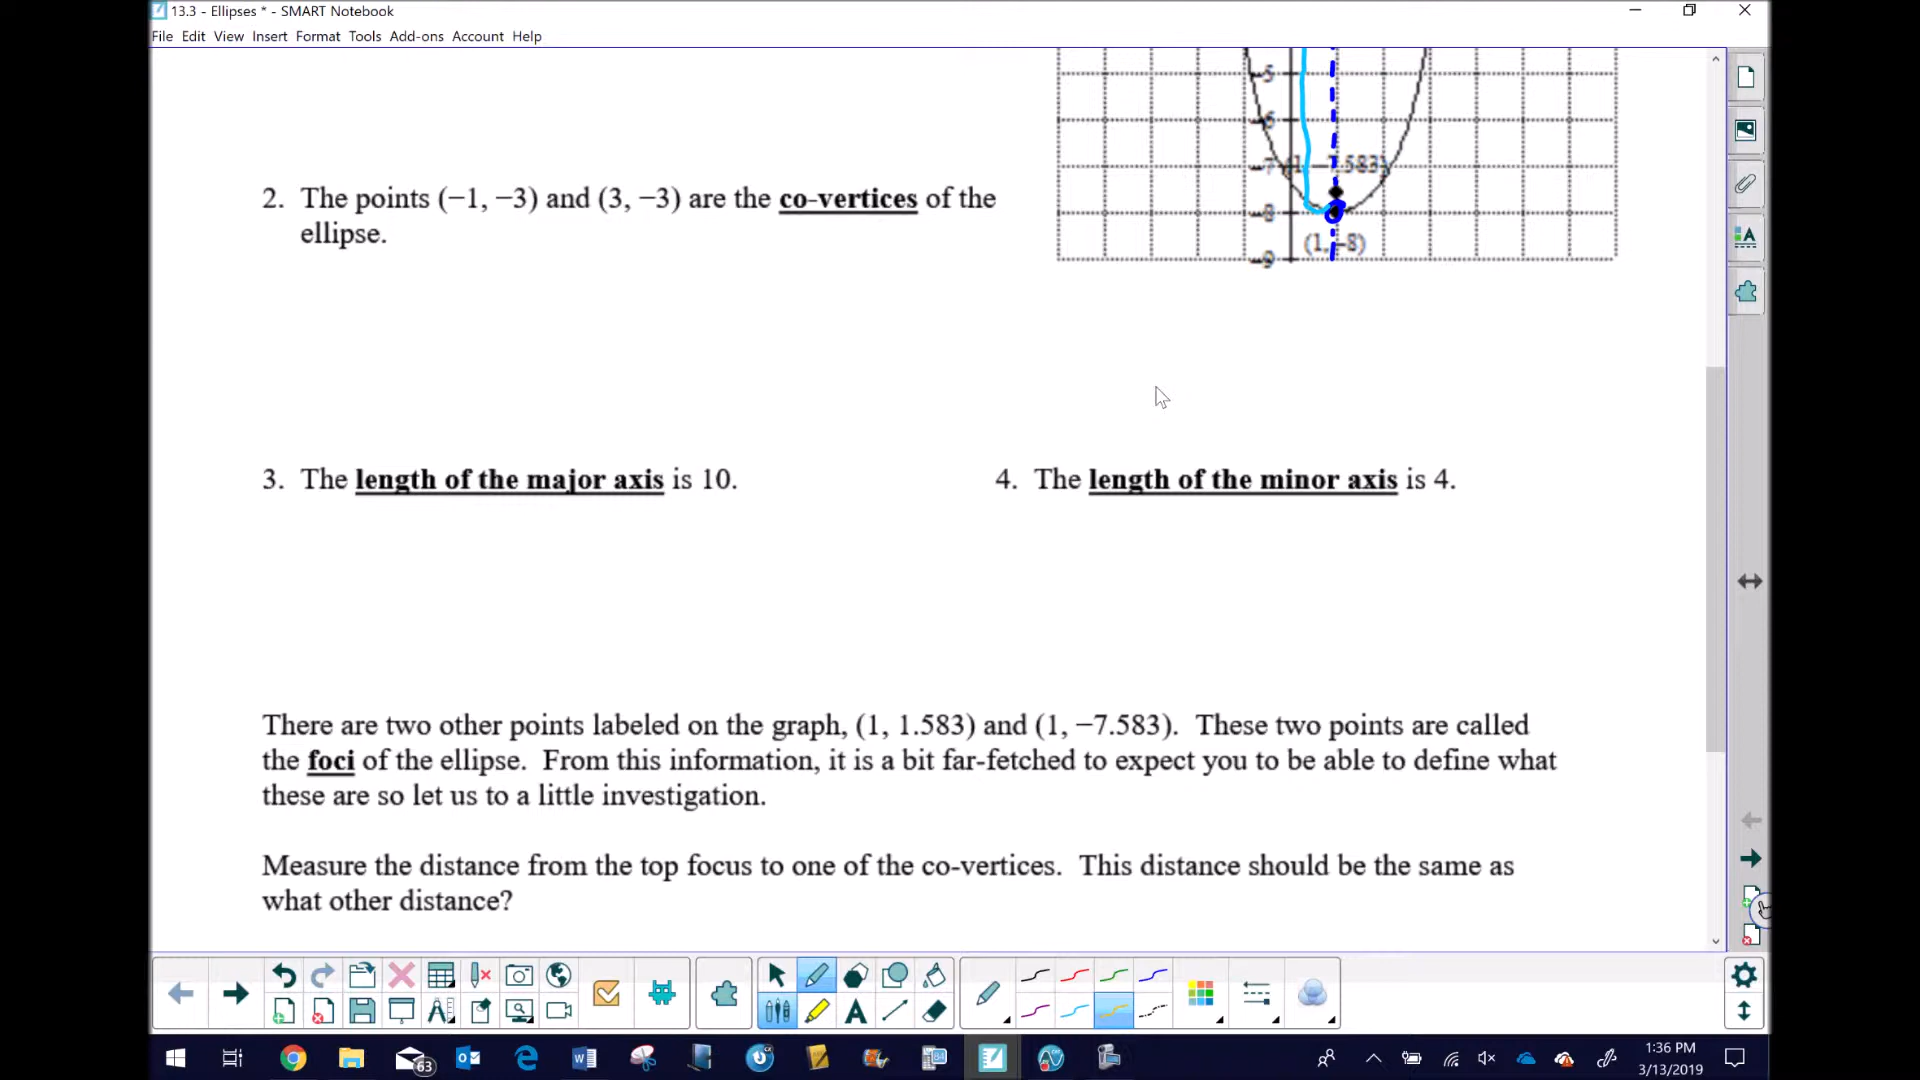 13.3 - Ellipses * - SMART Notebook
File Edit View Insert Format Tools Add-ons Account Help
-5
-6
-7 (1, -7.583)
-8
(1, -8)
-9
2. The points (−1, −3) and (3, −3) are the co-vertices of the
ellipse.
3. The length of the major axis is 10.
4. The length of the minor axis is 4.
There are two other points labeled on the graph, (1, 1.583) and (1, −7.583). These two points are called
the foci of the ellipse. From this information, it is a bit far-fetched to expect you to be able to define what
these are so let us to a little investigation.
Measure the distance from the top focus to one of the co-vertices. This distance should be the same as
what other distance?
63
1:36 PM
3/13/2019